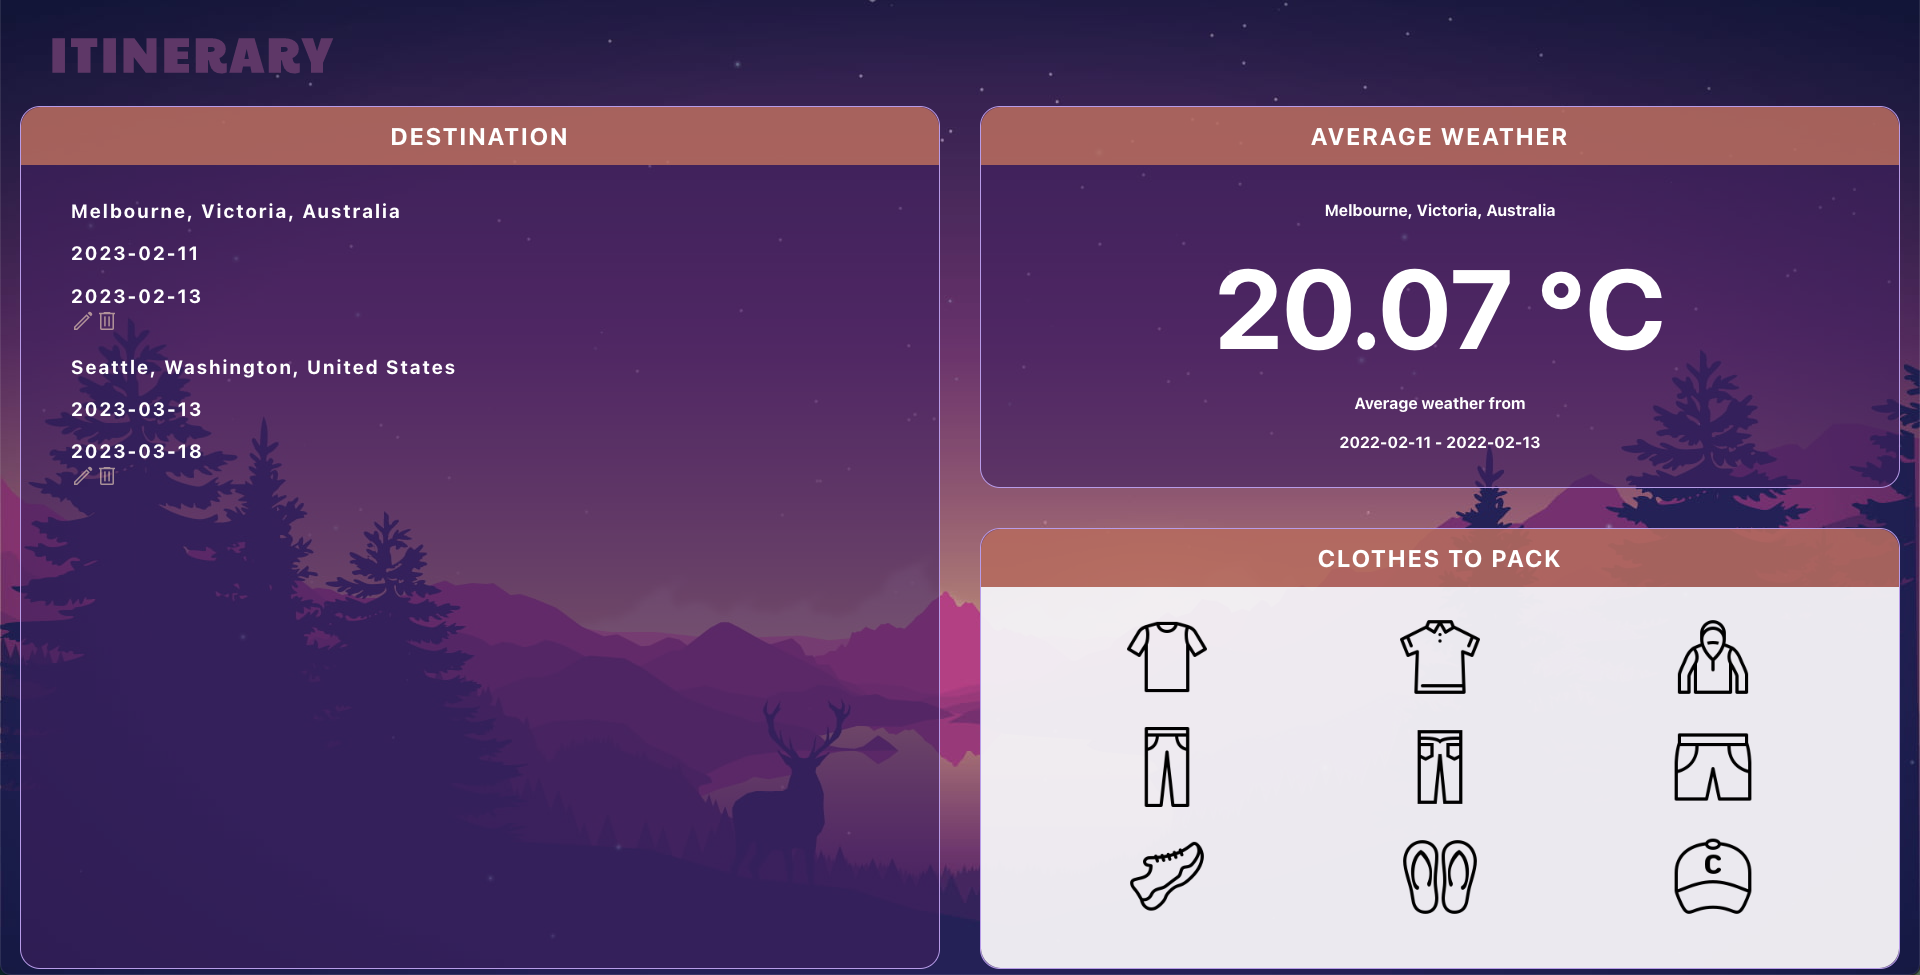 ITINERARY
DESTINATION
Melbourne, Victoria, Australia
2023-02-11
2023-02-13
Seattle, Washington, United States
2023-03-13
2023-03-18
AVERAGE WEATHER
Melbourne, Victoria, Australia
20.07 °C
Average weather from
2022-02-11 - 2022-02-13
CLOTHES TO PACK
C